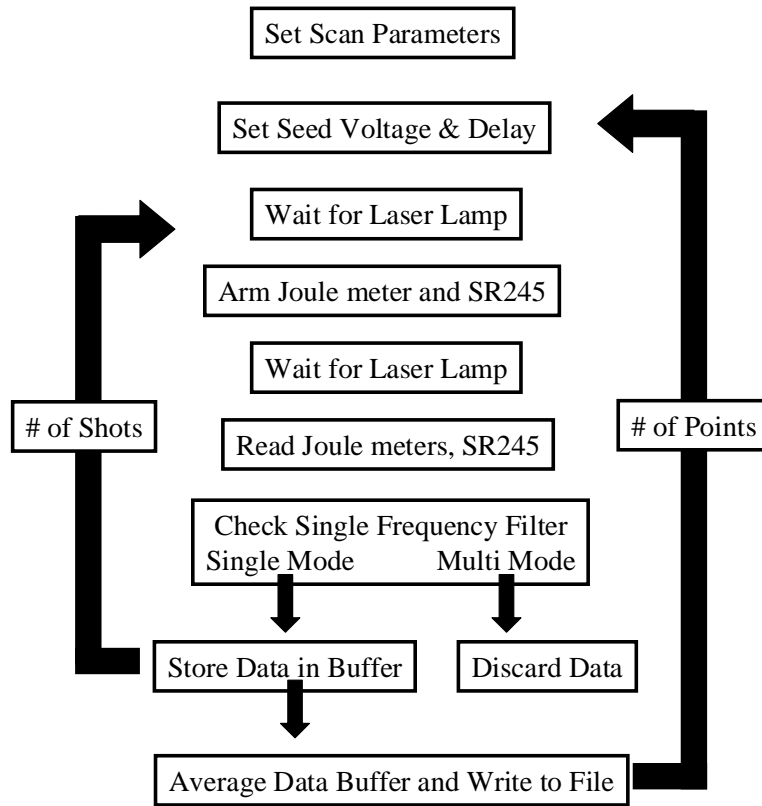 Set Scan Parameters
Set Seed Voltage & Delay
Wait for Laser Lamp
Arm Joule meter and SR245
Wait for Laser Lamp
# of Shots
# of Points
Read Joule meters, SR245
Check Single Frequency Filter
Single Mode Multi Mode
Store Data in Buffer
Discard Data
Average Data Buffer and Write to File